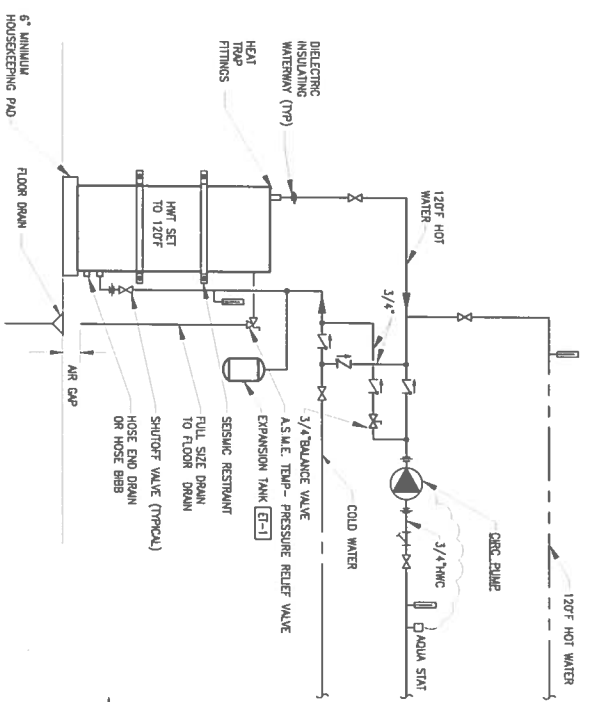 120°F HOT WATER
120°F HOT
WATER
3/4"
DIELECTRIC
INSULATING
WATERWAY (TYP)
HEAT
TRAP
FITTINGS
HWT SET
TO 120°F
6" MINIMUM
HOUSEKEEPING PAD
FLOOR DRAIN
AIR GAP
CIRC PUMP
3/4"HWC
AQUA STAT
COLD WATER
3/4"BALANCE VALVE
A.S.M.E. TEMP- PRESSURE RELIEF VALVE
EXPANSION TANK ET-1
SEISMIC RESTRAINT
FULL SIZE DRAIN
TO FLOOR DRAIN
SHUTOFF VALVE (TYPICAL)
HOSE END DRAIN
OR HOSE BIBB